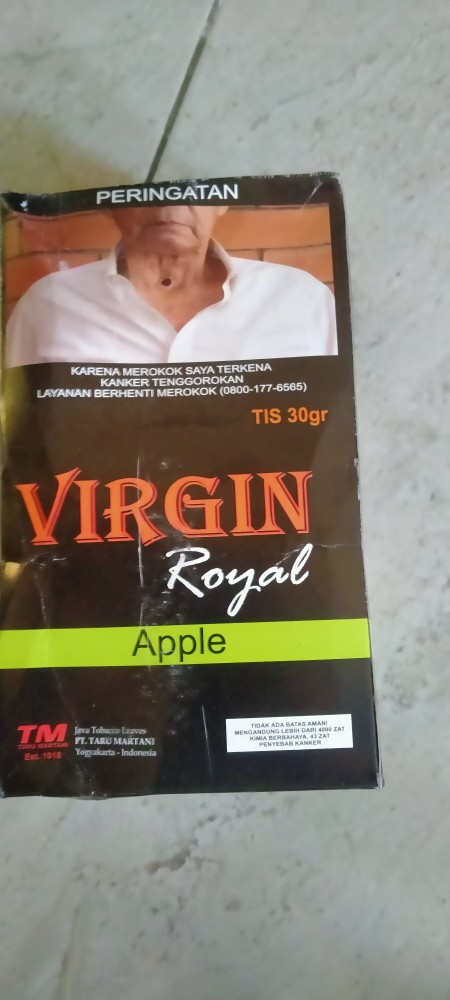 PERINGATAN
KARENA MEROKOK SAYA TERKENA
KANKER TENGGOROKAN
LAYANAN BERHENTI MEROKOK (0800-177-6565)
TIS 30gr
VIRGIN
Royal
Apple
TM
TARU MARTANI
Est. 1918
Java Tobacco Leaves
PT. TARU MARTANI
Yogyakarta - Indonesia
TIDAK ADA BATAS AMAN!
MENGANDUNG LEBIH DARI 4000 ZAT
KIMIA BERBAHAYA, 43 ZAT
PENYEBAB KANKER